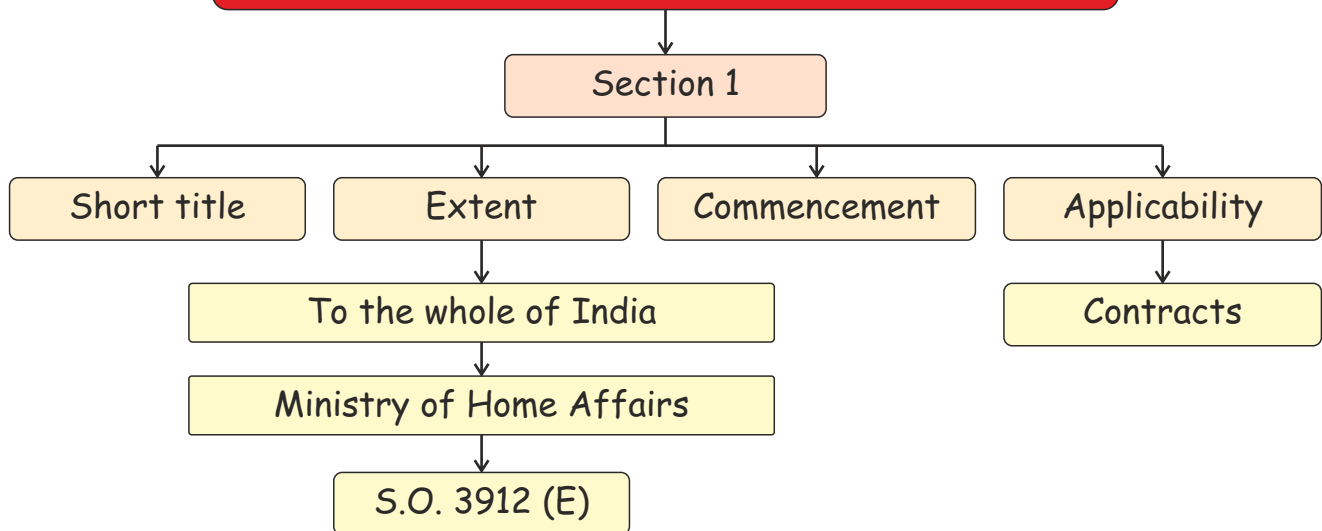 Section 1
Short title
Extent
Commencement
Applicability
To the whole of India
Contracts
Ministry of Home Affairs
S.O. 3912 (E)